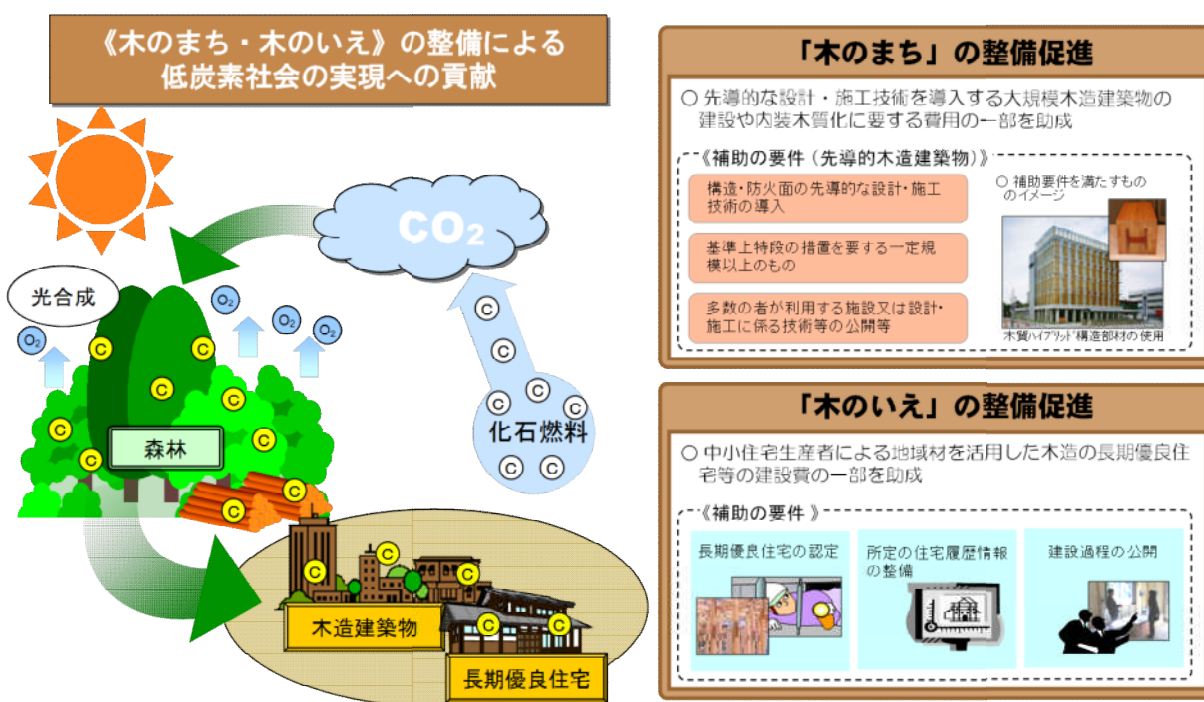 《木のまち・木のいえ》の整備による
低炭素社会の実現への貢献
CO₂
光合成
O₂
O₂
O₂
O₂
C
C
C
C
C
C
C
C
C
森林
C
C
C
C
C
C
C
化石燃料
C
C
C
C
C
C
C
木造建築物
長期優良住宅
「木のまち」の整備促進
○ 先導的な設計・施工技術を導入する大規模木造建築物の
建設や内装木質化に要する費用の一部を助成
《補助の要件(先導的木造建築物)》
構造・防火面の先導的な設計・施工
技術の導入
基準上特段の措置を要する一定規
模以上のもの
多数の者が利用する施設又は設計・
施工に係る技術等の公開等
○ 補助要件を満たすもの
のイメージ
木質ハイブリッド構造部材の使用
「木のいえ」の整備促進
○ 中小住宅生産者による地域材を活用した木造の長期優良住
宅等の建設費の一部を助成
《補助の要件 》
長期優良住宅の認定
所定の住宅履歴情報
の整備
建設過程の公開